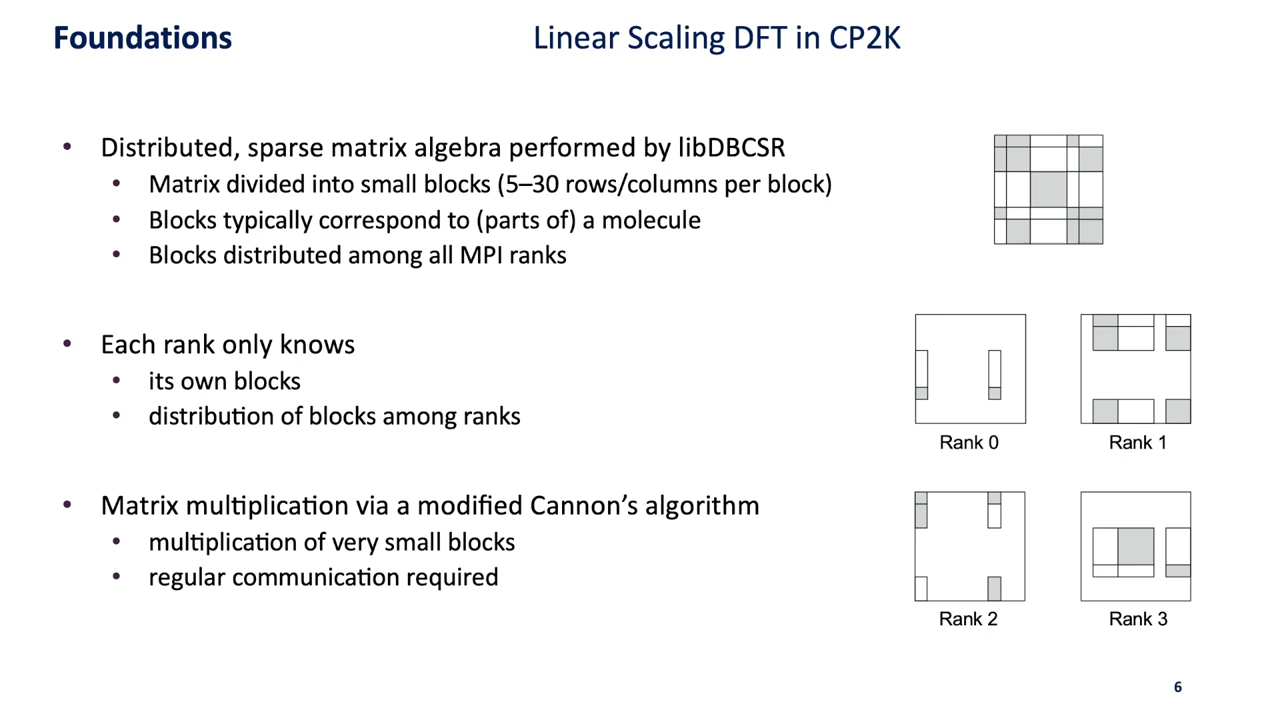 Foundations
Linear Scaling DFT in CP2K
• Distributed, sparse matrix algebra performed by libDBCSR
• Matrix divided into small blocks (5–30 rows/columns per block)
• Blocks typically correspond to (parts of) a molecule
• Blocks distributed among all MPI ranks
• Each rank only knows
• its own blocks
• distribution of blocks among ranks
• Matrix multiplication via a modified Cannon’s algorithm
• multiplication of very small blocks
• regular communication required
Rank 0
Rank 1
Rank 2
Rank 3
6